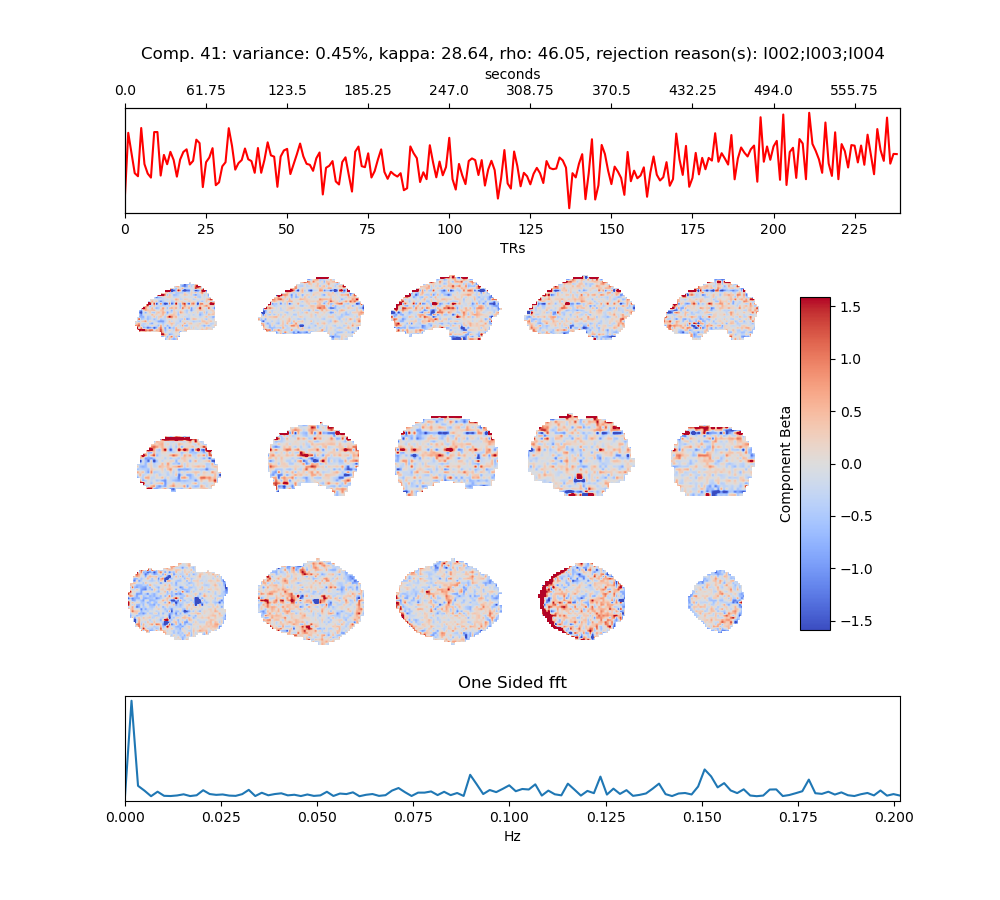 Comp. 41: variance: 0.45%, kappa: 28.64, rho: 46.05, rejection reason(s): I002;I003;I004
seconds
0.0 61.75 123.5 185.25 247.0 308.75 370.5 432.25 494.0 555.75
0 25 50 75 100 125 150 175 200 225
TRs
1.5
1.0
0.5
0.0
−0.5
−1.0
−1.5
Component Beta
One Sided fft
0.000 0.025 0.050 0.075 0.100 0.125 0.150 0.175 0.200
Hz